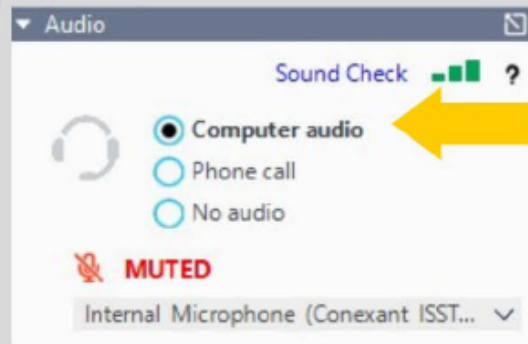 Audio
Sound Check ?
Computer audio
Phone call
No audio
MUTED
Internal Microphone (Conexant ISST...